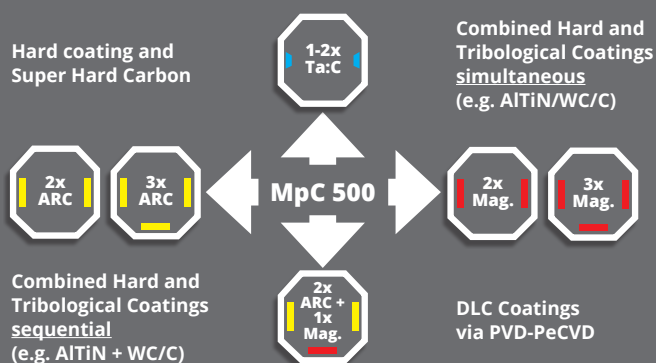 Hard coating and
Super Hard Carbon
1-2x
Ta:C
Combined Hard and
Tribological Coatings
simultaneous
(e.g. AlTiN/WC/C)
2x
ARC
3x
ARC
MpC 500
2x
Mag.
3x
Mag.
Combined Hard and
Tribological Coatings
sequential
(e.g. AlTiN + WC/C)
2x
ARC +
1x
Mag.
DLC Coatings
via PVD-PeCVD